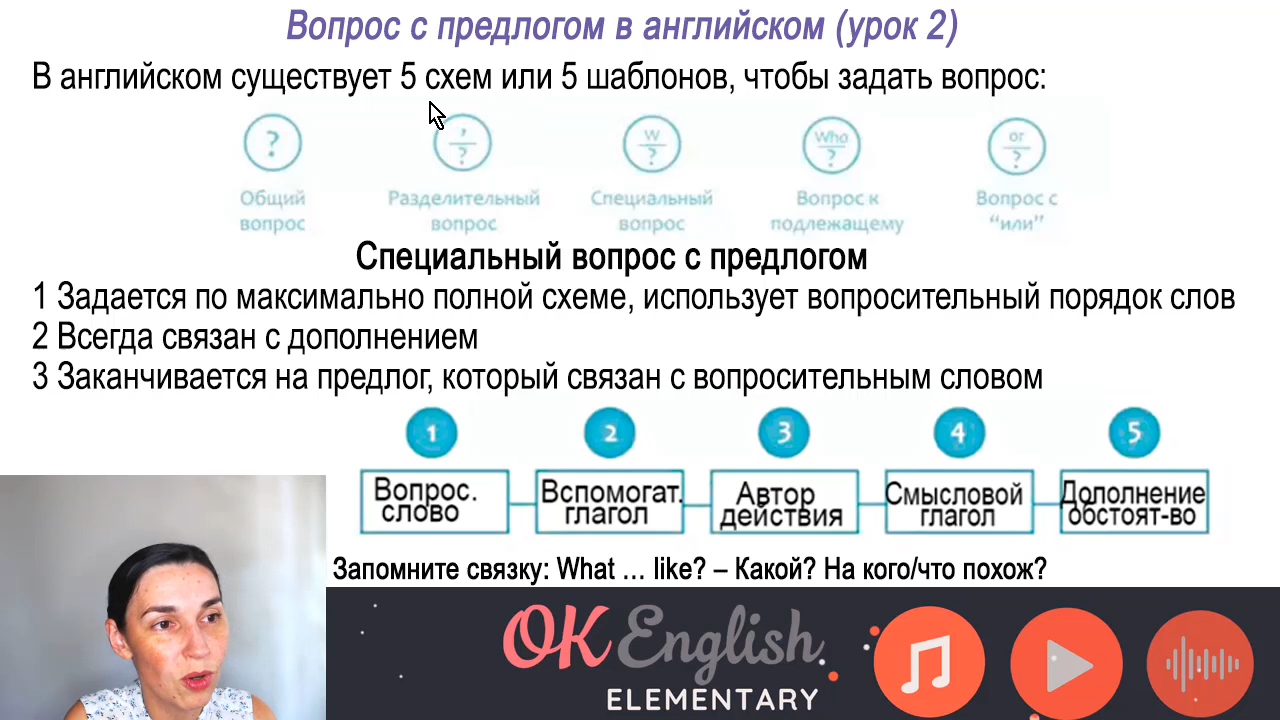 Вопрос с предлогом в английском (урок 2)
В английском существует 5 схем или 5 шаблонов, чтобы задать вопрос:
? , ? W ? Who ? or ?
Общий Разделительный Специальный Вопрос к Вопрос с
вопрос вопрос вопрос подлежащему “или”
Специальный вопрос с предлогом
1 Задается по максимально полной схеме, использует вопросительный порядок слов
2 Всегда связан с дополнением
3 Заканчивается на предлог, который связан с вопросительным словом
1 2 3 4 5
Вопрос. Вспомогат. Автор Смысловой Дополнение
слово глагол действия глагол обстоят-во
Запомните связку: What ... like? – Какой? На кого/что похож?
OK English
ELEMENTARY